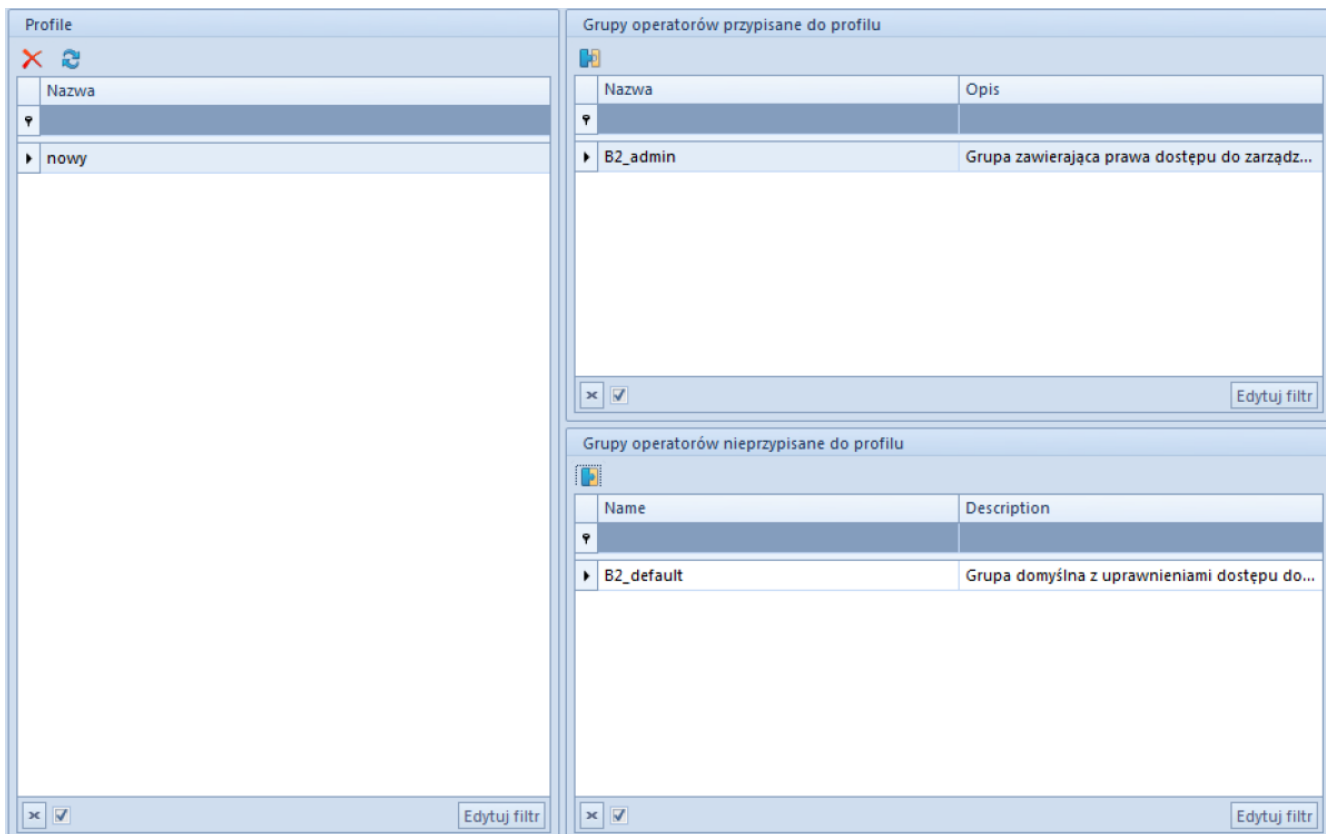 Profile
Nazwa
nowy
Edytuj filtr
Grupy operatorów przypisane do profilu
Nazwa Opis
B2_admin Grupa zawierająca prawa dostępu do zarządz...
Edytuj filtr
Grupy operatorów nieprzypisane do profilu
Name Description
B2_default Grupa domyślna z uprawnieniami dostępu do...
Edytuj filtr